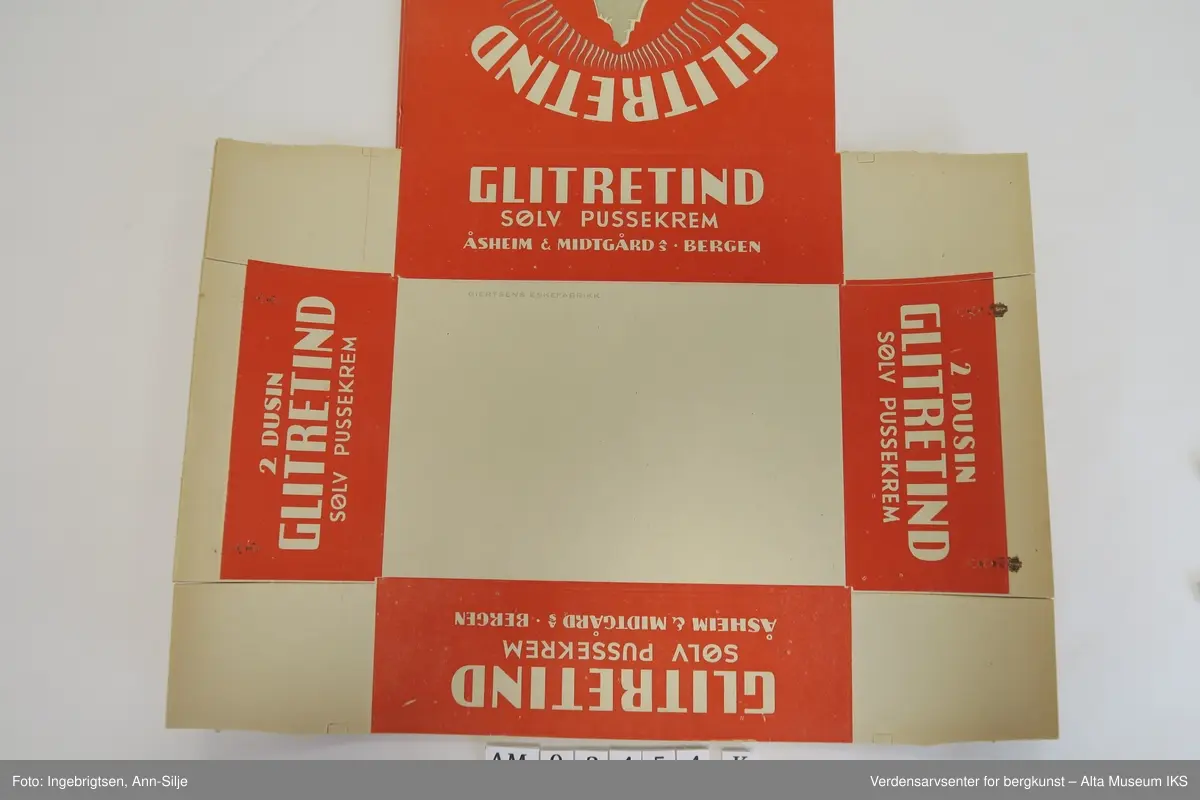 GLITRETIND
GLITRETIND
SØLV PUSSEKREM
ÅSHEIM & MIDTGÅRD A/S · BERGEN
2 DUSIN
GLITRETIND
SØLV PUSSEKREM
2 DUSIN
GLITRETIND
SØLV PUSSEKREM
ÅSHEIM & MIDTGÅRD A/S · BERGEN
SØLV PUSSEKREM
GLITRETIND
Foto: Ingebrigtsen, Ann-Silje
Verdensarvsenter for bergkunst – Alta Museum IKS